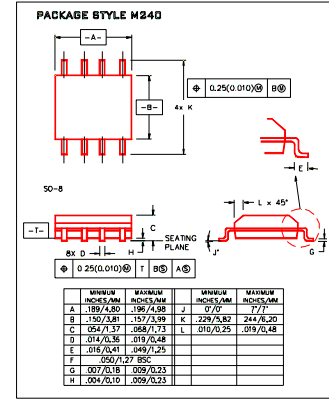 PACKAGE STYLE M240
-A-
-B-
4x K
⌖ 0.25(0.010)Ⓜ BⓂ
E
SO-8
L x 45°
-T-
C
SEATING
PLANE
8X D
H
J°
G
⌖ 0.25(0.010)Ⓜ T BⓈ AⓈ
MINIMUM MAXIMUM MINIMUM MAXIMUM
INCHES/MM INCHES/MM INCHES/MM INCHES/MM
A .189/4,80 .196/4,98 J 0°/0° 7°/7°
B .150/3,81 .157/3,99 K .229/5,82 .244/6,20
C .054/1,37 .068/1,73 L .010/0,25 .019/0,48
D .014/0,36 .019/0,48
E .016/0,41 .049/1,25
F .050/1,27 BSC
G .007/0,18 .009/0,23
H .004/0,10 .009/0,23